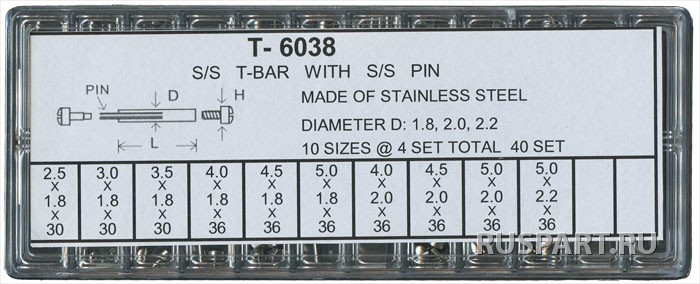 T- 6038
S/S T-BAR WITH S/S PIN
PIN D H
L
MADE OF STAINLESS STEEL
DIAMETER D: 1.8, 2.0, 2.2
10 SIZES @ 4 SET TOTAL 40 SET
2.5 3.0 3.5 4.0 4.5 5.0 4.0 4.5 5.0 5.0
X X X X X X X X X X
1.8 1.8 1.8 1.8 1.8 1.8 2.0 2.0 2.0 2.2
X X X X X X X X X X
30 30 30 36 36 36 36 36 36 36
RUSPART.RU